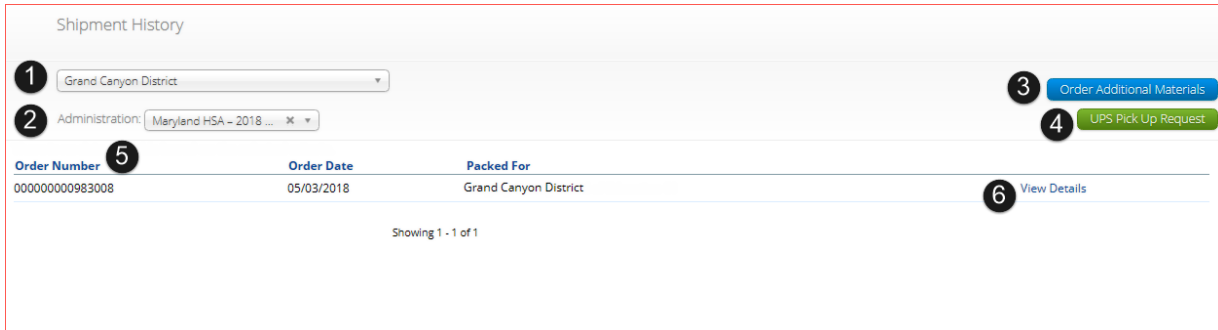 Shipment History
1 Grand Canyon District
3 Order Additional Materials
2 Administration: Maryland HSA – 2018 ...
4 UPS Pick Up Request
Order Number 5 Order Date Packed For
000000000983008 05/03/2018 Grand Canyon District 6 View Details
Showing 1 - 1 of 1